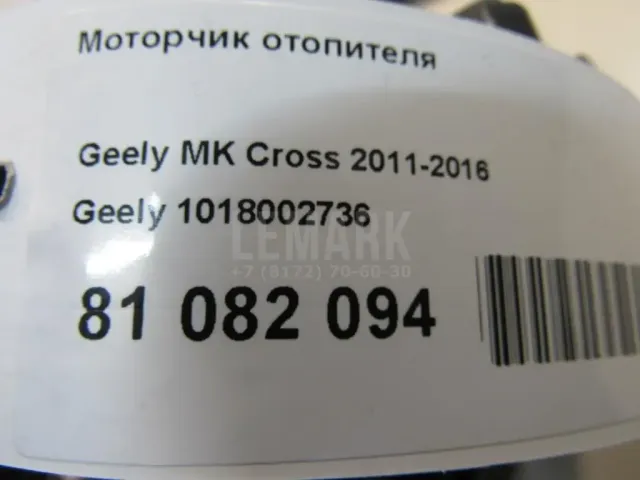 Моторчик отопителя
Geely MK Cross 2011-2016
Geely 1018002736
LEMARK
+7 (8172) 70-60-30
81 082 094